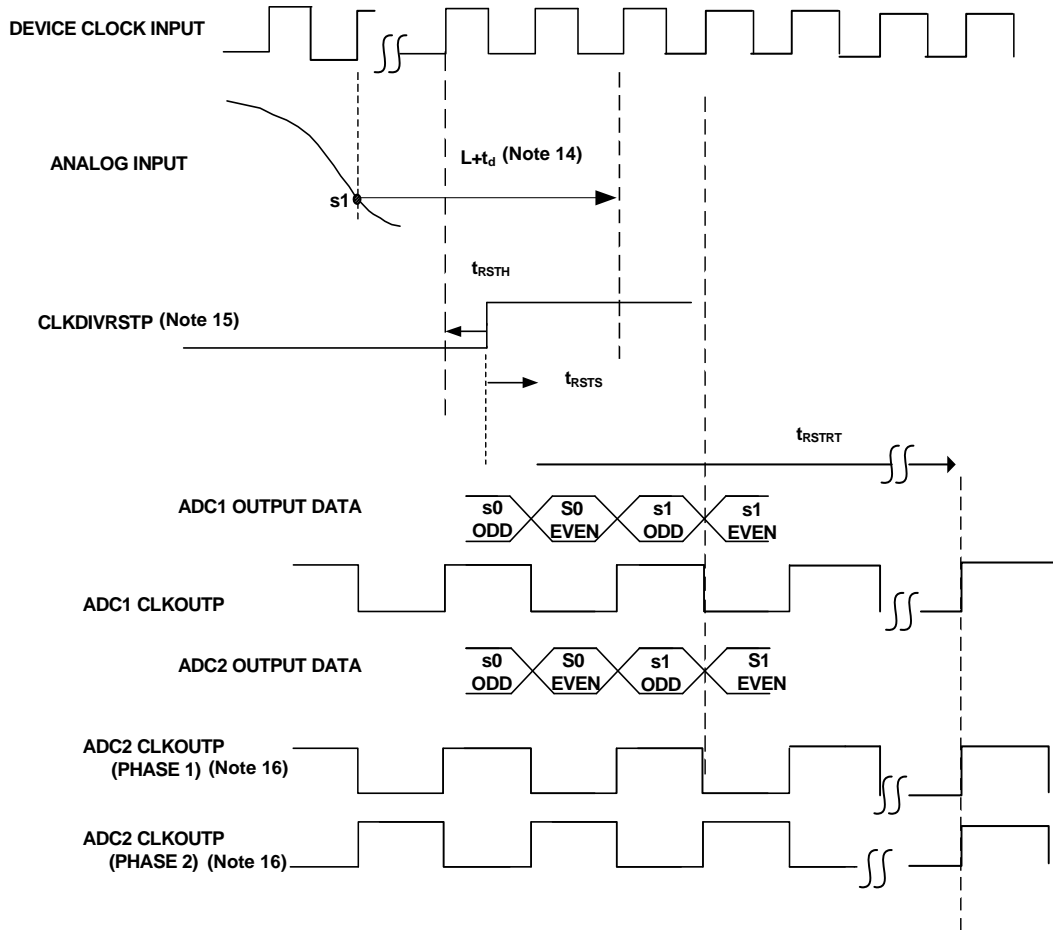 DEVICE CLOCK INPUT
ANALOG INPUT
L+td (Note 14)
s1
tRSTH
CLKDIVRSTP (Note 15)
tRSTS
tRSTRT
ADC1 OUTPUT DATA
s0 ODD
S0 EVEN
s1 ODD
s1 EVEN
ADC1 CLKOUTP
ADC2 OUTPUT DATA
s0 ODD
S0 EVEN
s1 ODD
S1 EVEN
ADC2 CLKOUTP
(PHASE 1) (Note 16)
ADC2 CLKOUTP
(PHASE 2) (Note 16)